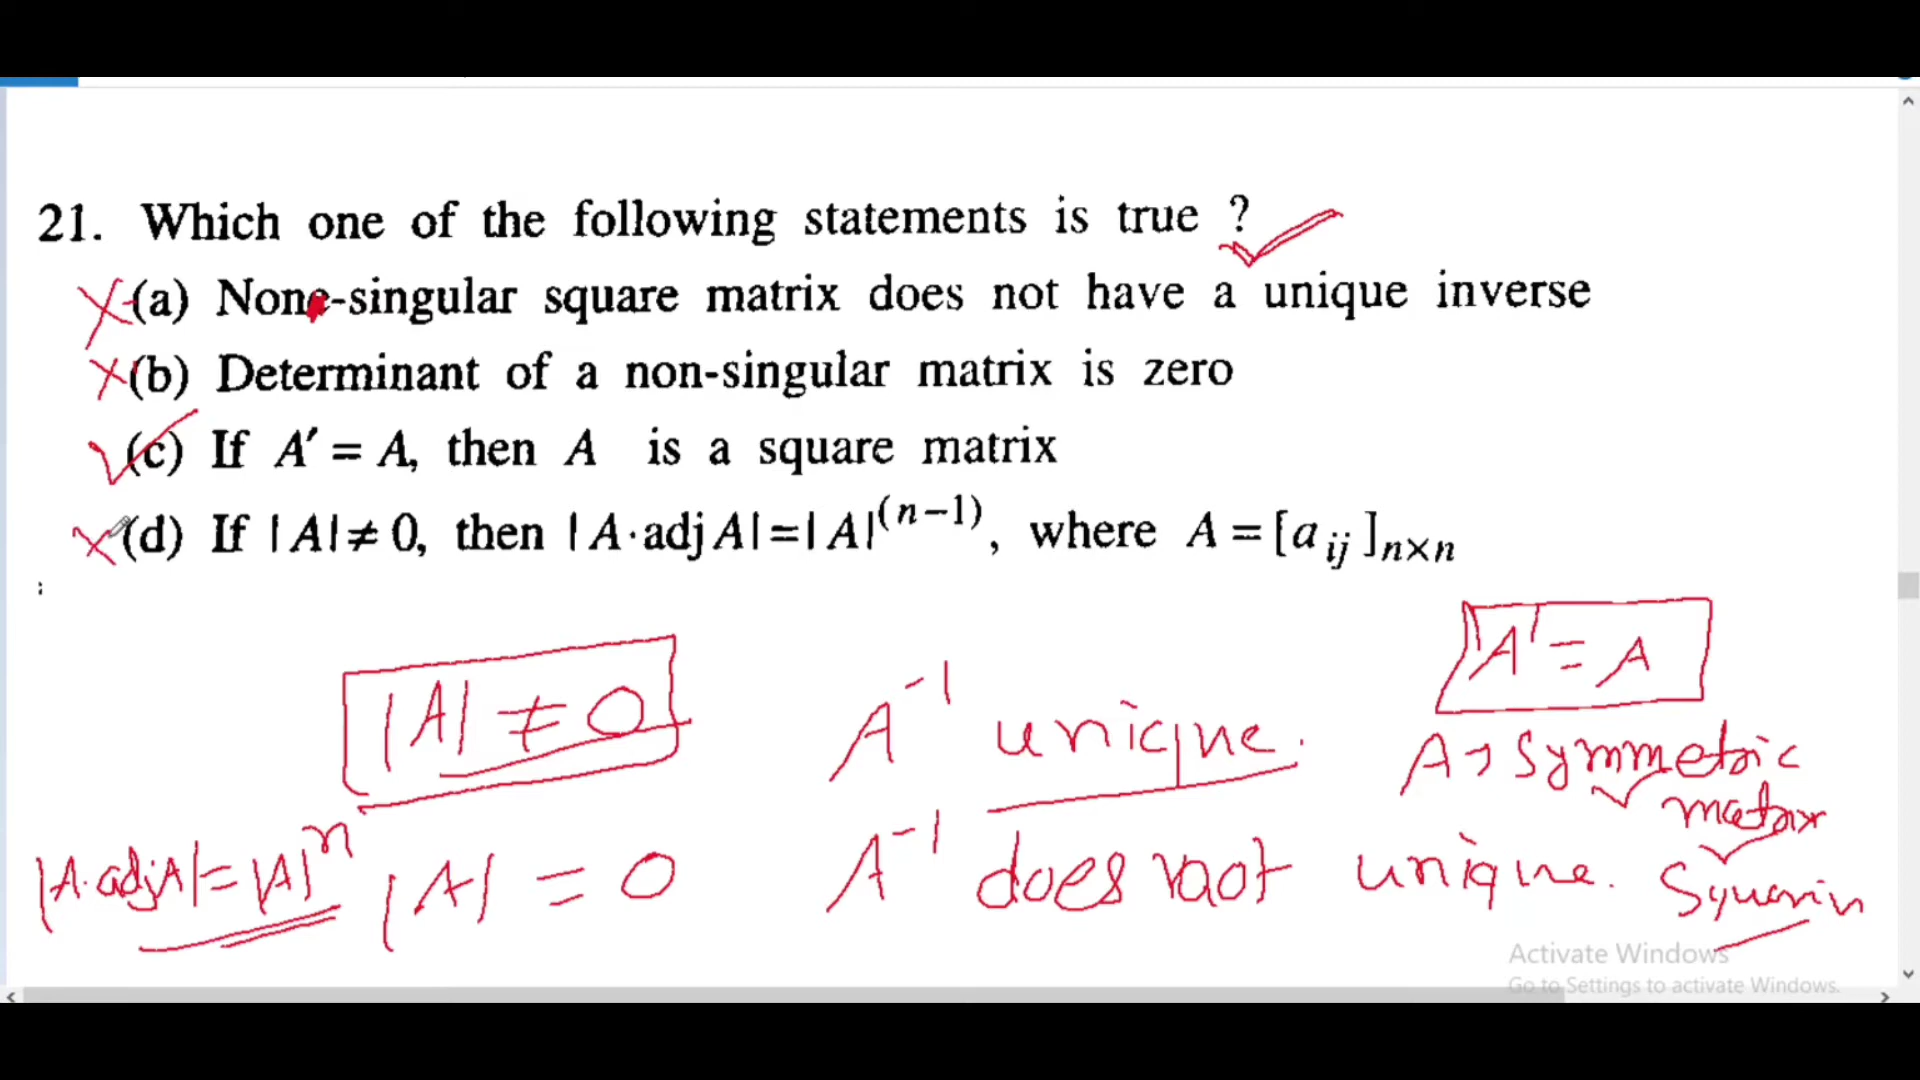 21. Which one of the following statements is true ?
(a) None-singular square matrix does not have a unique inverse
(b) Determinant of a non-singular matrix is zero
(c) If A′ = A, then A is a square matrix
(d) If |A| ≠ 0, then |A·adj A| = |A|^(n−1), where A = [a_ij]_n×n
|A| ≠ 0
A^-1 unique.
A' = A
A → Symmetric
matrix
|A.adjA| = |A|^n
|A| = 0
A^-1 does not unique.
Activate Windows
Go to Settings to activate Windows.